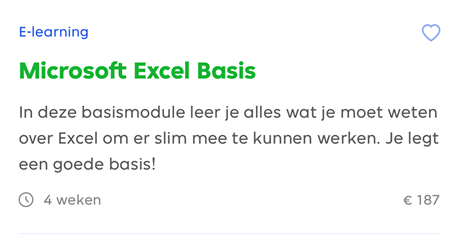 E-learning
Microsoft Excel Basis
In deze basismodule leer je alles wat je moet weten
over Excel om er slim mee te kunnen werken. Je legt
een goede basis!
4 weken
€ 187